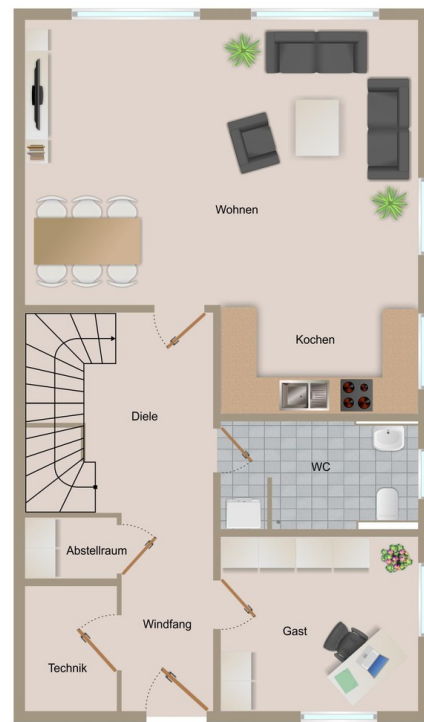 Wohnen
Kochen
Diele
WC
Abstellraum
Windfang
Gast
Technik